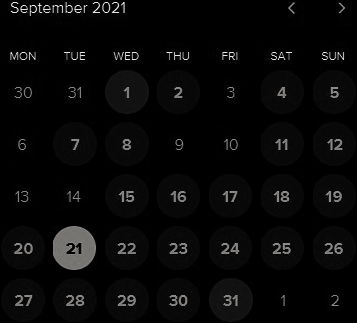 September 2021
MON TUE WED THU FRI SAT SUN
30 31 1 2 3 4 5
6 7 8 9 10 11 12
13 14 15 16 17 18 19
20 21 22 23 24 25 26
27 28 29 30 31 1 2